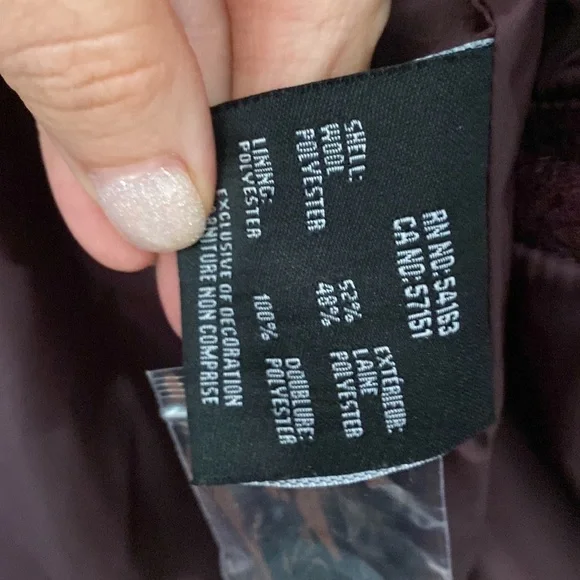 RN NO: 54163
CA NO: 57151
SHELL: EXTÉRIEUR:
WOOL 52% LAINE
POLYESTER 48% POLYESTER
LINING: DOUBLURE:
POLYESTER 100% POLYESTER
EXCLUSIVE OF DECORATION
GARNITURE NON COMPRISE